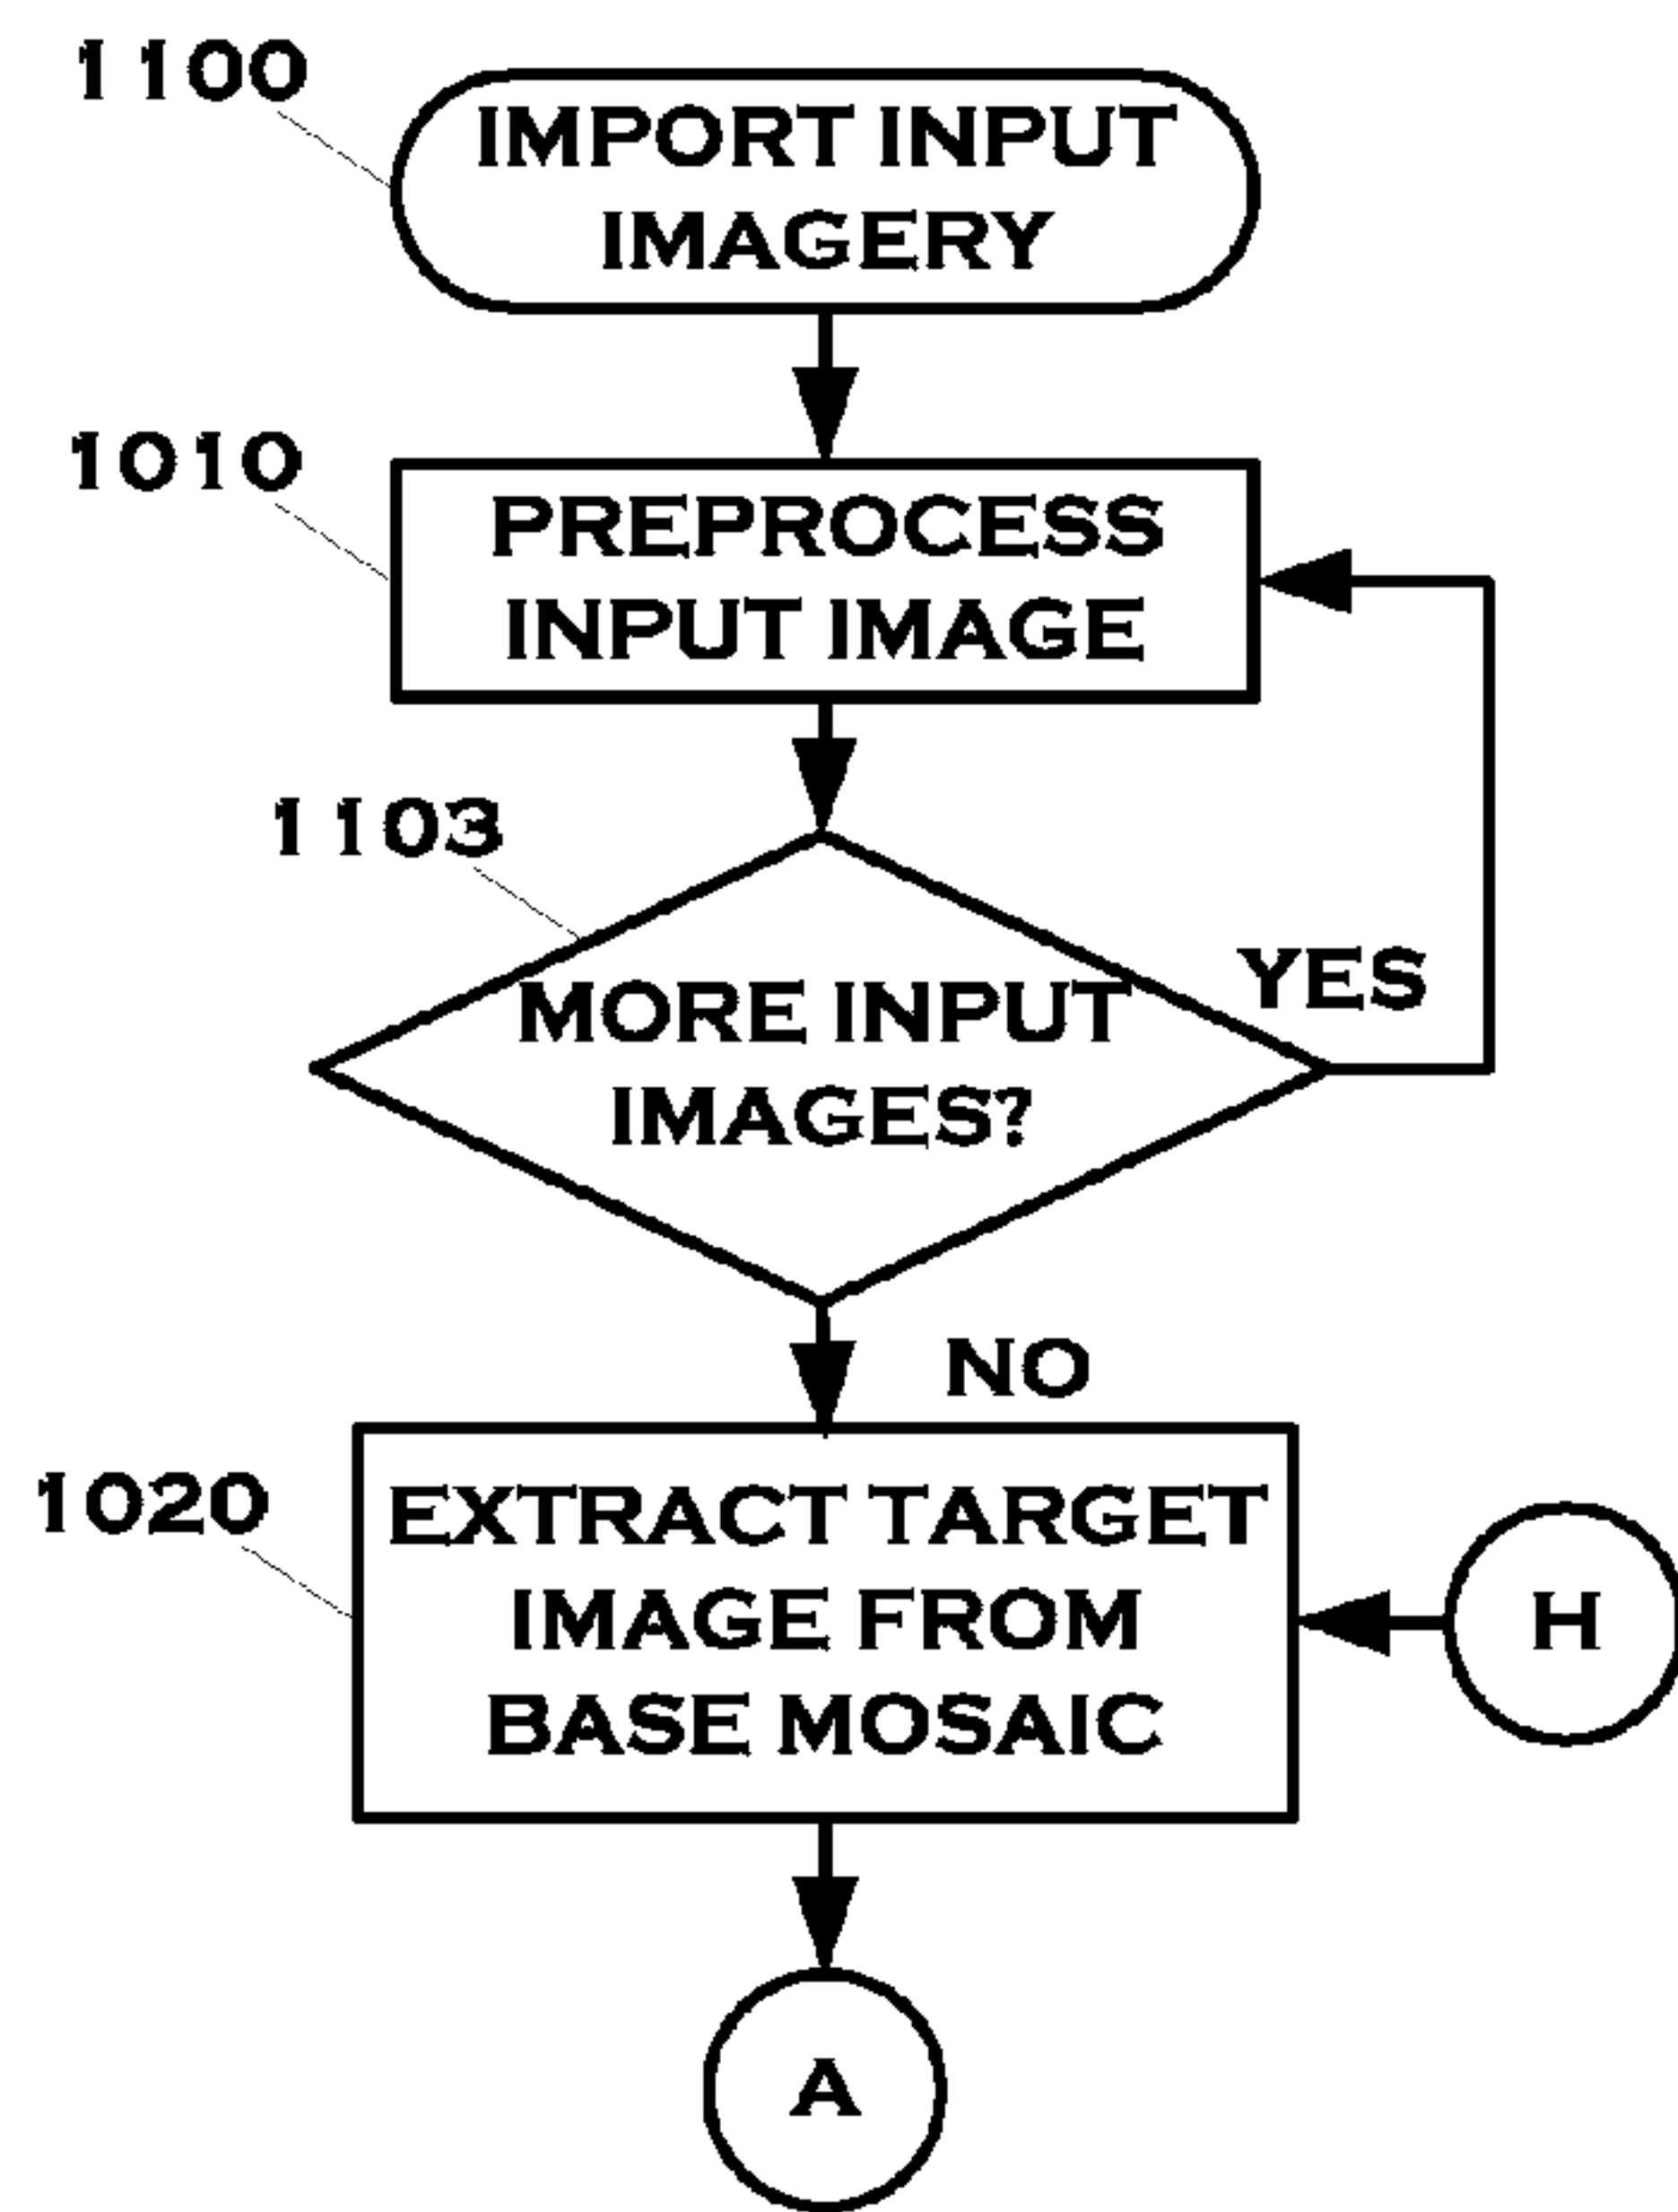 1100
IMPORT INPUT
IMAGERY
1010
PREPROCESS
INPUT IMAGE
1103
MORE INPUT
IMAGES?
YES
NO
1020
EXTRACT TARGET
IMAGE FROM
BASE MOSAIC
H
A